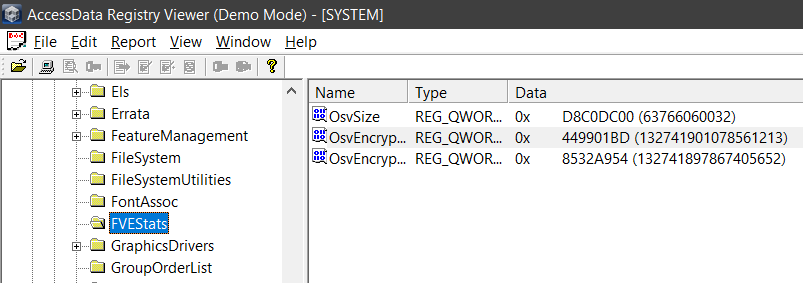 AccessData Registry Viewer (Demo Mode) - [SYSTEM]
File Edit Report View Window Help
Name Type Data
Els
Errata
FeatureManagement
FileSystem
FileSystemUtilities
FontAssoc
FVEStats
GraphicsDrivers
GroupOrderList
OsvSize REG_QWOR... 0x D8C0DC00 (63766060032)
OsvEncryp... REG_QWOR... 0x 449901BD (132741901078561213)
OsvEncryp... REG_QWOR... 0x 8532A954 (132741897867405652)